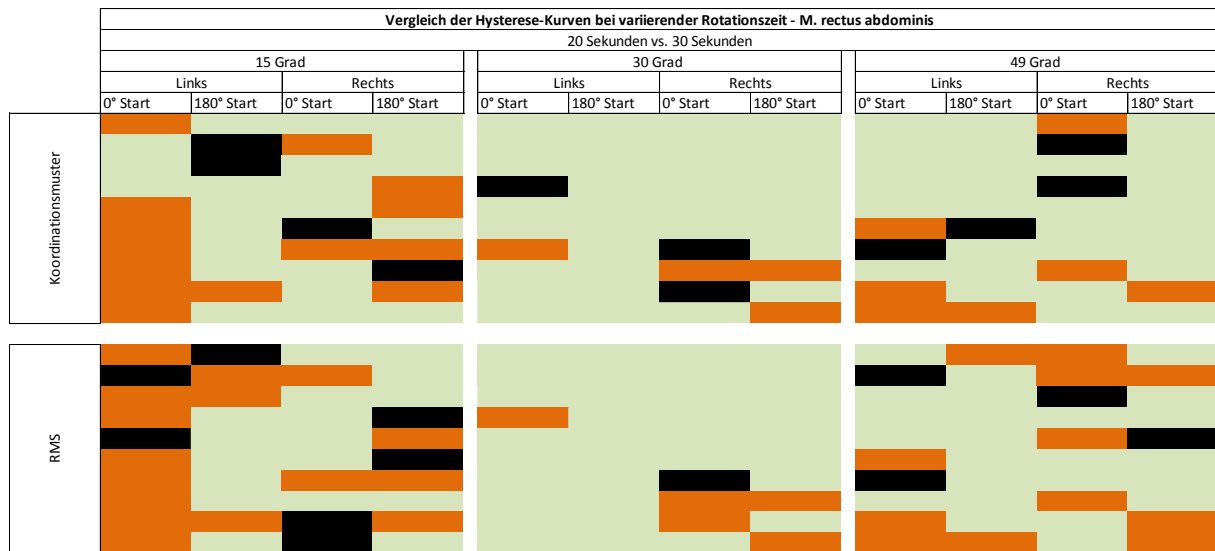 Vergleich der Hysterese-Kurven bei variierender Rotationszeit - M. rectus abdominis
20 Sekunden vs. 30 Sekunden
15 Grad 30 Grad 49 Grad
Links Rechts Links Rechts Links Rechts
0° Start 180° Start 0° Start 180° Start 0° Start 180° Start 0° Start 180° Start 0° Start 180° Start 0° Start 180° Start
Koordinationsmuster
RMS